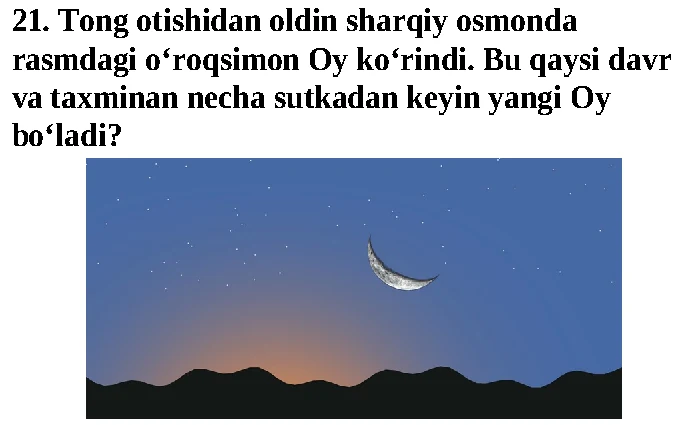 21. Tong otishidan oldin sharqiy osmonda
rasmdagi o‘roqsimon Oy ko‘rindi. Bu qaysi davr
va taxminan necha sutkadan keyin yangi Oy
bo‘ladi?